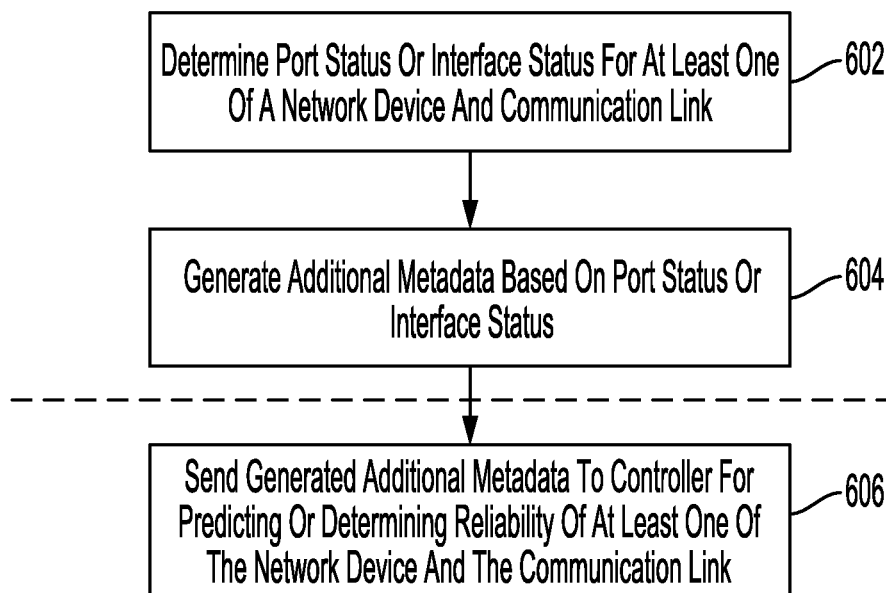 Determine Port Status Or Interface Status For At Least One
Of A Network Device And Communication Link
602
Generate Additional Metadata Based On Port Status Or
Interface Status
604
Send Generated Additional Metadata To Controller For
Predicting Or Determining Reliability Of At Least One Of
The Network Device And The Communication Link
606